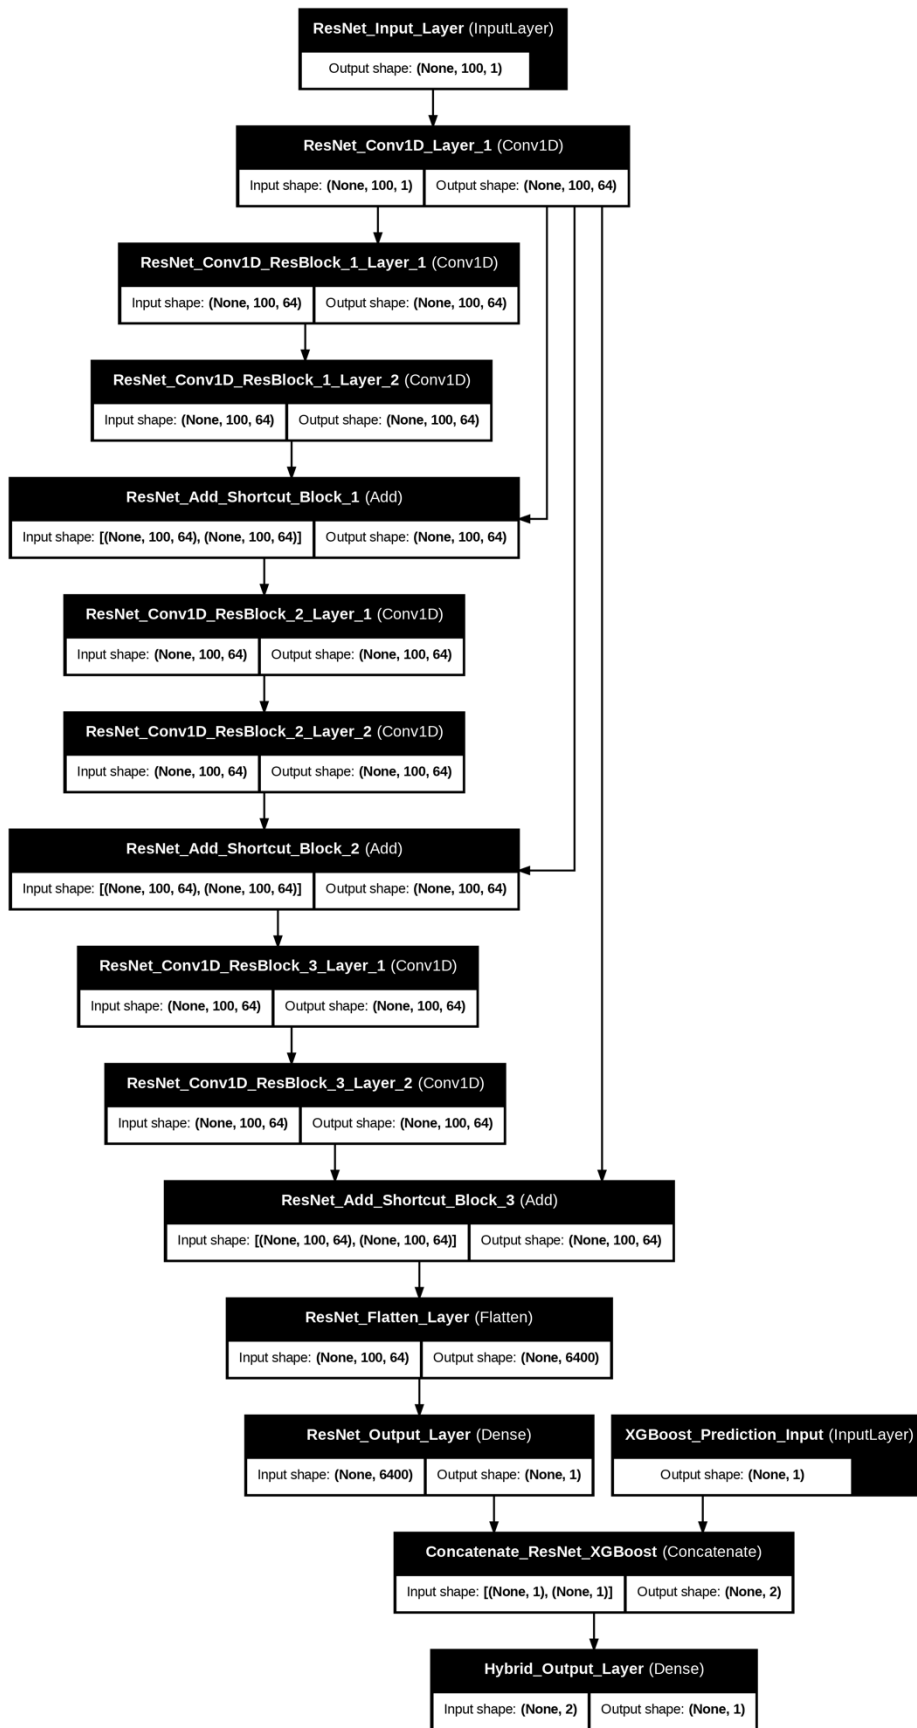 ResNet_Input_Layer (InputLayer)
Output shape: (None, 100, 1)
ResNet_Conv1D_Layer_1 (Conv1D)
Input shape: (None, 100, 1) Output shape: (None, 100, 64)
ResNet_Conv1D_ResBlock_1_Layer_1 (Conv1D)
Input shape: (None, 100, 64) Output shape: (None, 100, 64)
ResNet_Conv1D_ResBlock_1_Layer_2 (Conv1D)
Input shape: (None, 100, 64) Output shape: (None, 100, 64)
ResNet_Add_Shortcut_Block_1 (Add)
Input shape: [(None, 100, 64), (None, 100, 64)] Output shape: (None, 100, 64)
ResNet_Conv1D_ResBlock_2_Layer_1 (Conv1D)
Input shape: (None, 100, 64) Output shape: (None, 100, 64)
ResNet_Conv1D_ResBlock_2_Layer_2 (Conv1D)
Input shape: (None, 100, 64) Output shape: (None, 100, 64)
ResNet_Add_Shortcut_Block_2 (Add)
Input shape: [(None, 100, 64), (None, 100, 64)] Output shape: (None, 100, 64)
ResNet_Conv1D_ResBlock_3_Layer_1 (Conv1D)
Input shape: (None, 100, 64) Output shape: (None, 100, 64)
ResNet_Conv1D_ResBlock_3_Layer_2 (Conv1D)
Input shape: (None, 100, 64) Output shape: (None, 100, 64)
ResNet_Add_Shortcut_Block_3 (Add)
Input shape: [(None, 100, 64), (None, 100, 64)] Output shape: (None, 100, 64)
ResNet_Flatten_Layer (Flatten)
Input shape: (None, 100, 64) Output shape: (None, 6400)
ResNet_Output_Layer (Dense)
Input shape: (None, 6400) Output shape: (None, 1)
XGBoost_Prediction_Input (InputLayer)
Output shape: (None, 1)
Concatenate_ResNet_XGBoost (Concatenate)
Input shape: [(None, 1), (None, 1)] Output shape: (None, 2)
Hybrid_Output_Layer (Dense)
Input shape: (None, 2) Output shape: (None, 1)